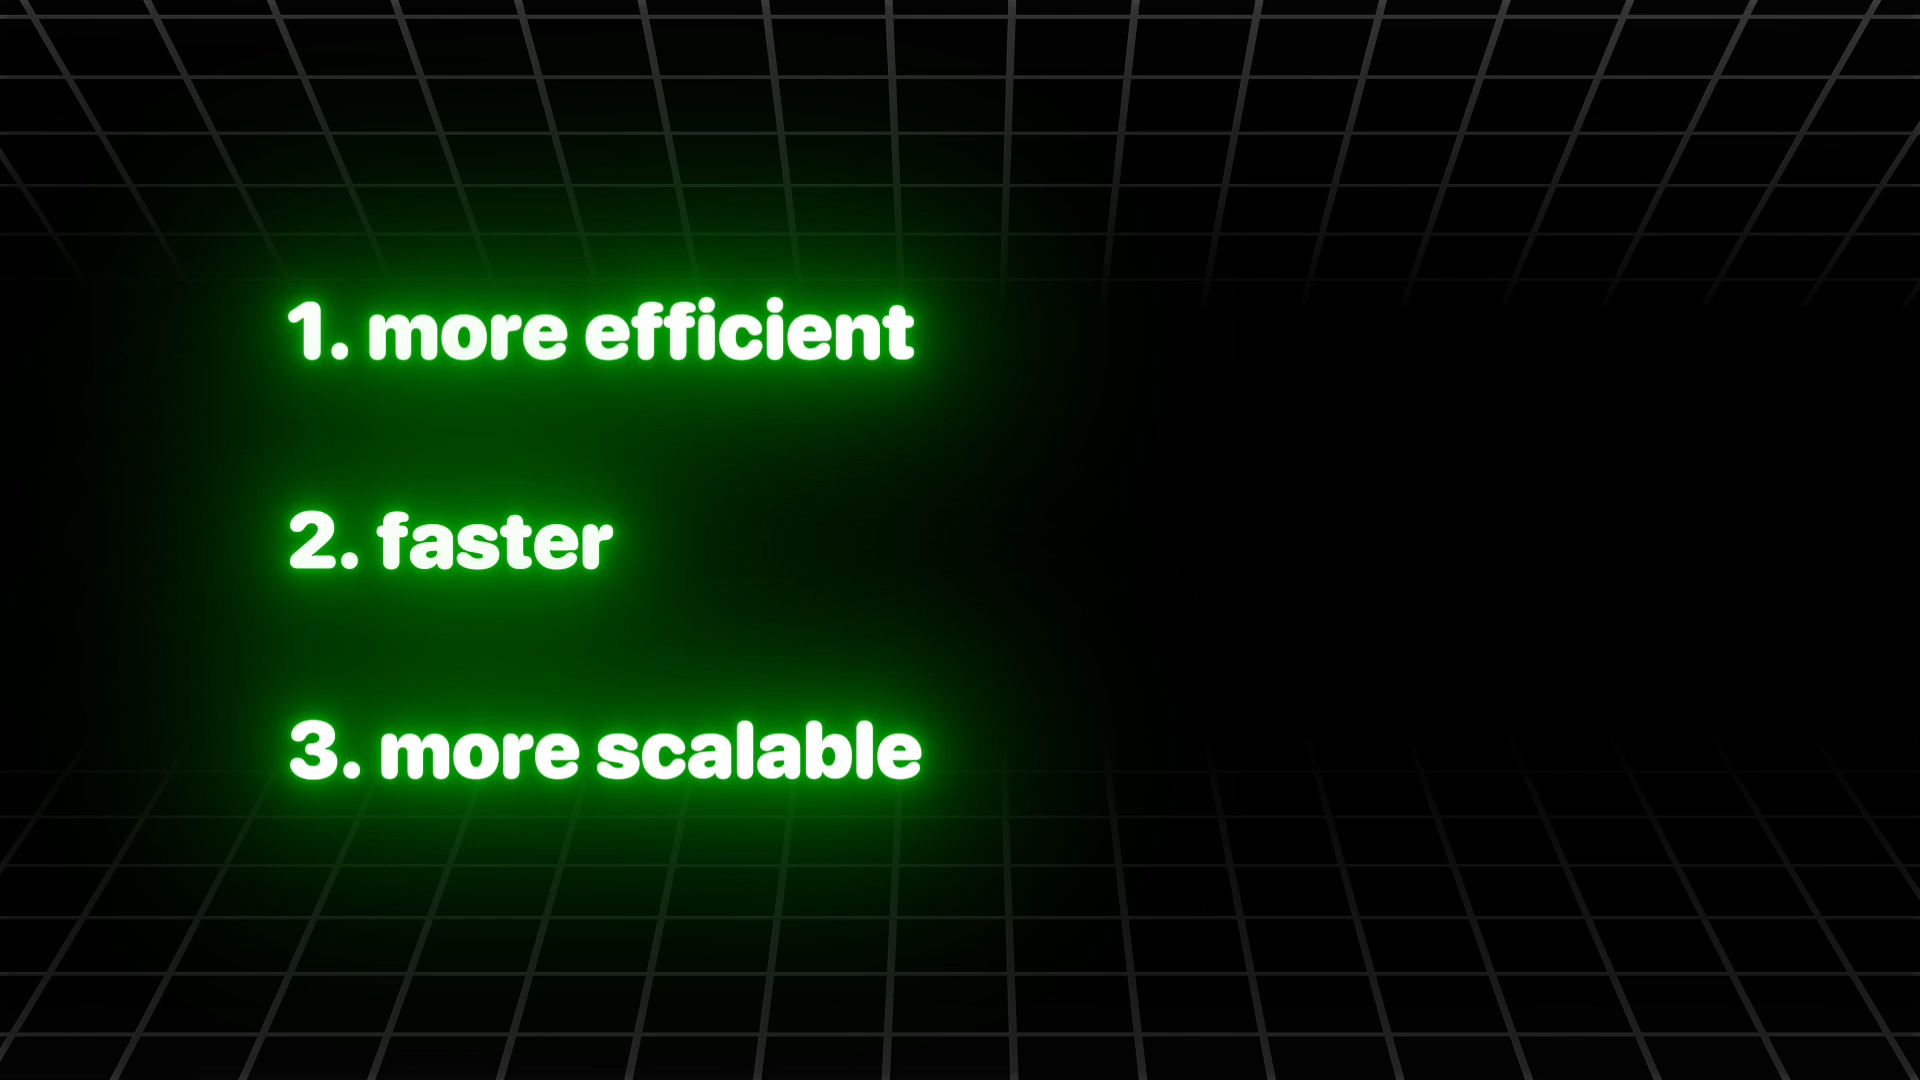 1. more efficient
2. faster
3. more scalable